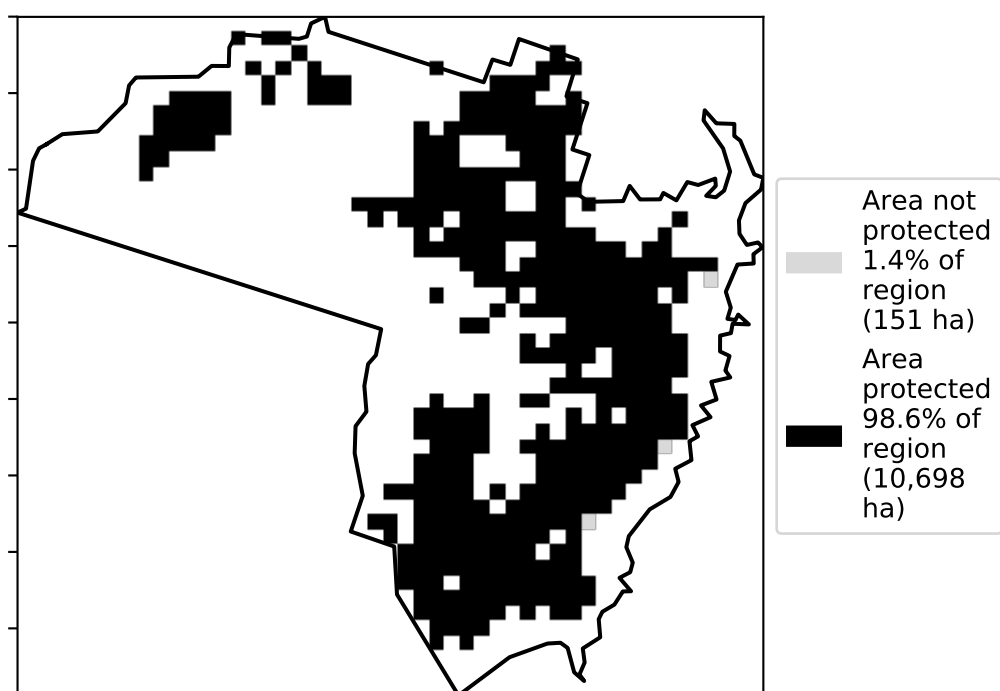 Area not
protected
1.4% of
region
(151 ha)
Area
protected
98.6% of
region
(10,698
ha)